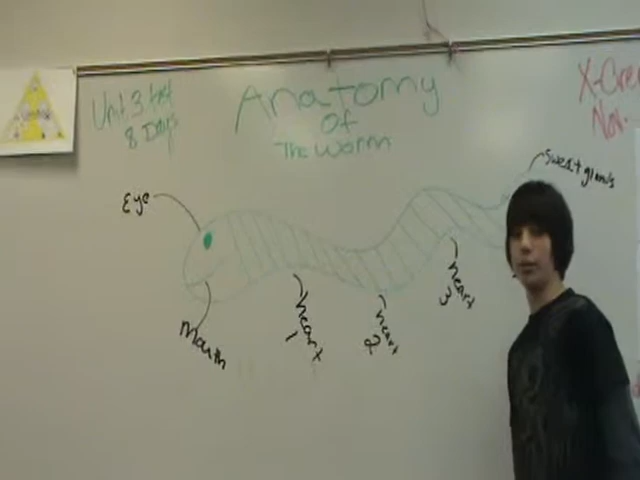 Unit 3 test
8 Days
Anatomy
of
The worm
X-Cre
Nov.
Sweat glands
Eye
Mouth
heart
1
heart
2
heart
3